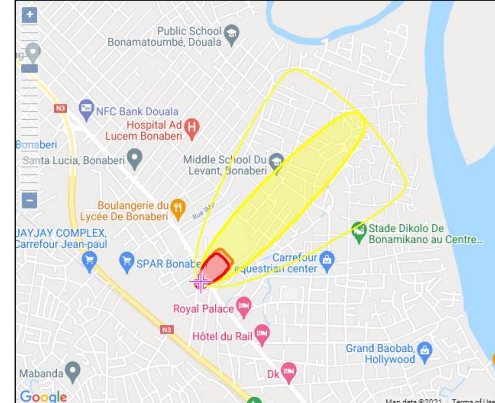 Public School
Bonamatoumbé, Douala
N3
NFC Bank Douala
Hospital Ad
Lucem Bonaberi
Bonaberi
Santa Lucia, Bonaberi
Middle School Du
Levant, Bonaberi
Boulangerie du
Lycée De Bonaberi
JAYJAY COMPLEX,
Carrefour Jean-paul
SPAR Bonabe
Carrefour
equestrian center
Stade Dikolo De
Bonamikano au Centre...
Royal Palace
N3
Hôtel du Rail
Grand Baobab,
Hollywood
Mabanda
Dk
Google
Map data ©2021
Terms of Use